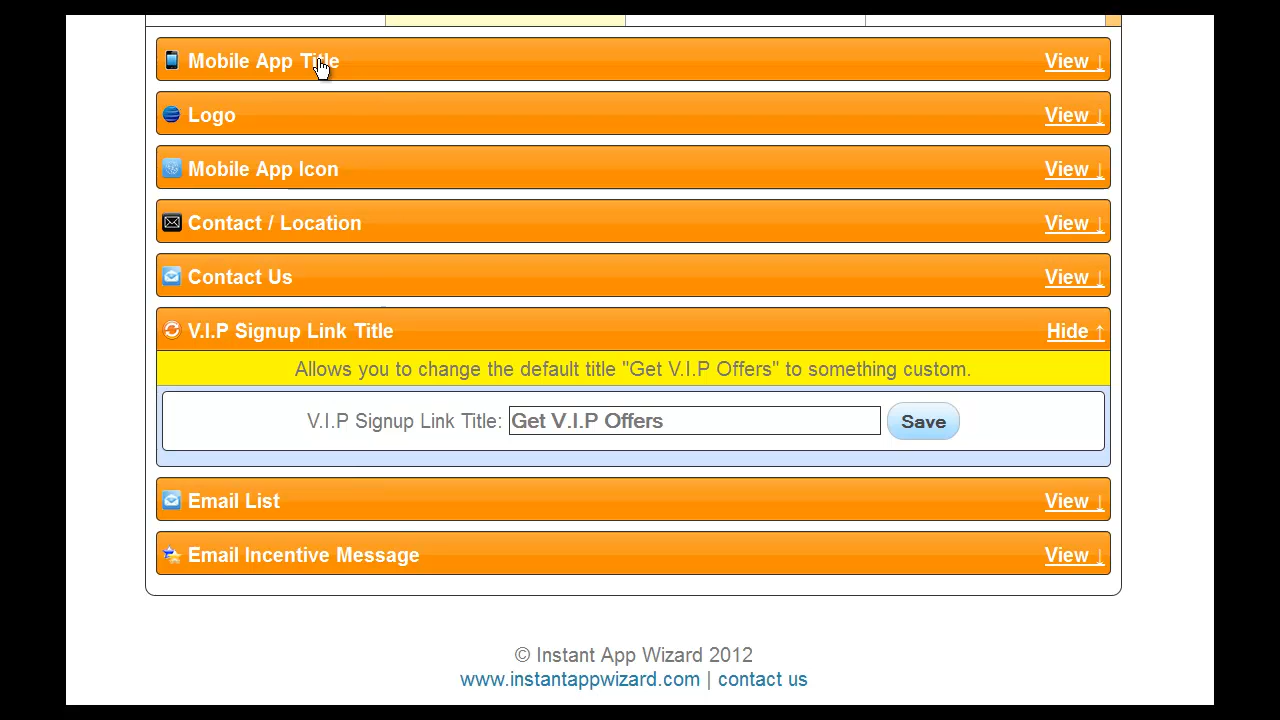 Mobile App Title View ↓
Logo View ↓
Mobile App Icon View ↓
Contact / Location View ↓
Contact Us View ↓
V.I.P Signup Link Title Hide ↑
Allows you to change the default title "Get V.I.P Offers" to something custom.
V.I.P Signup Link Title: Get V.I.P Offers Save
Email List View ↓
Email Incentive Message View ↓
© Instant App Wizard 2012
www.instantappwizard.com | contact us